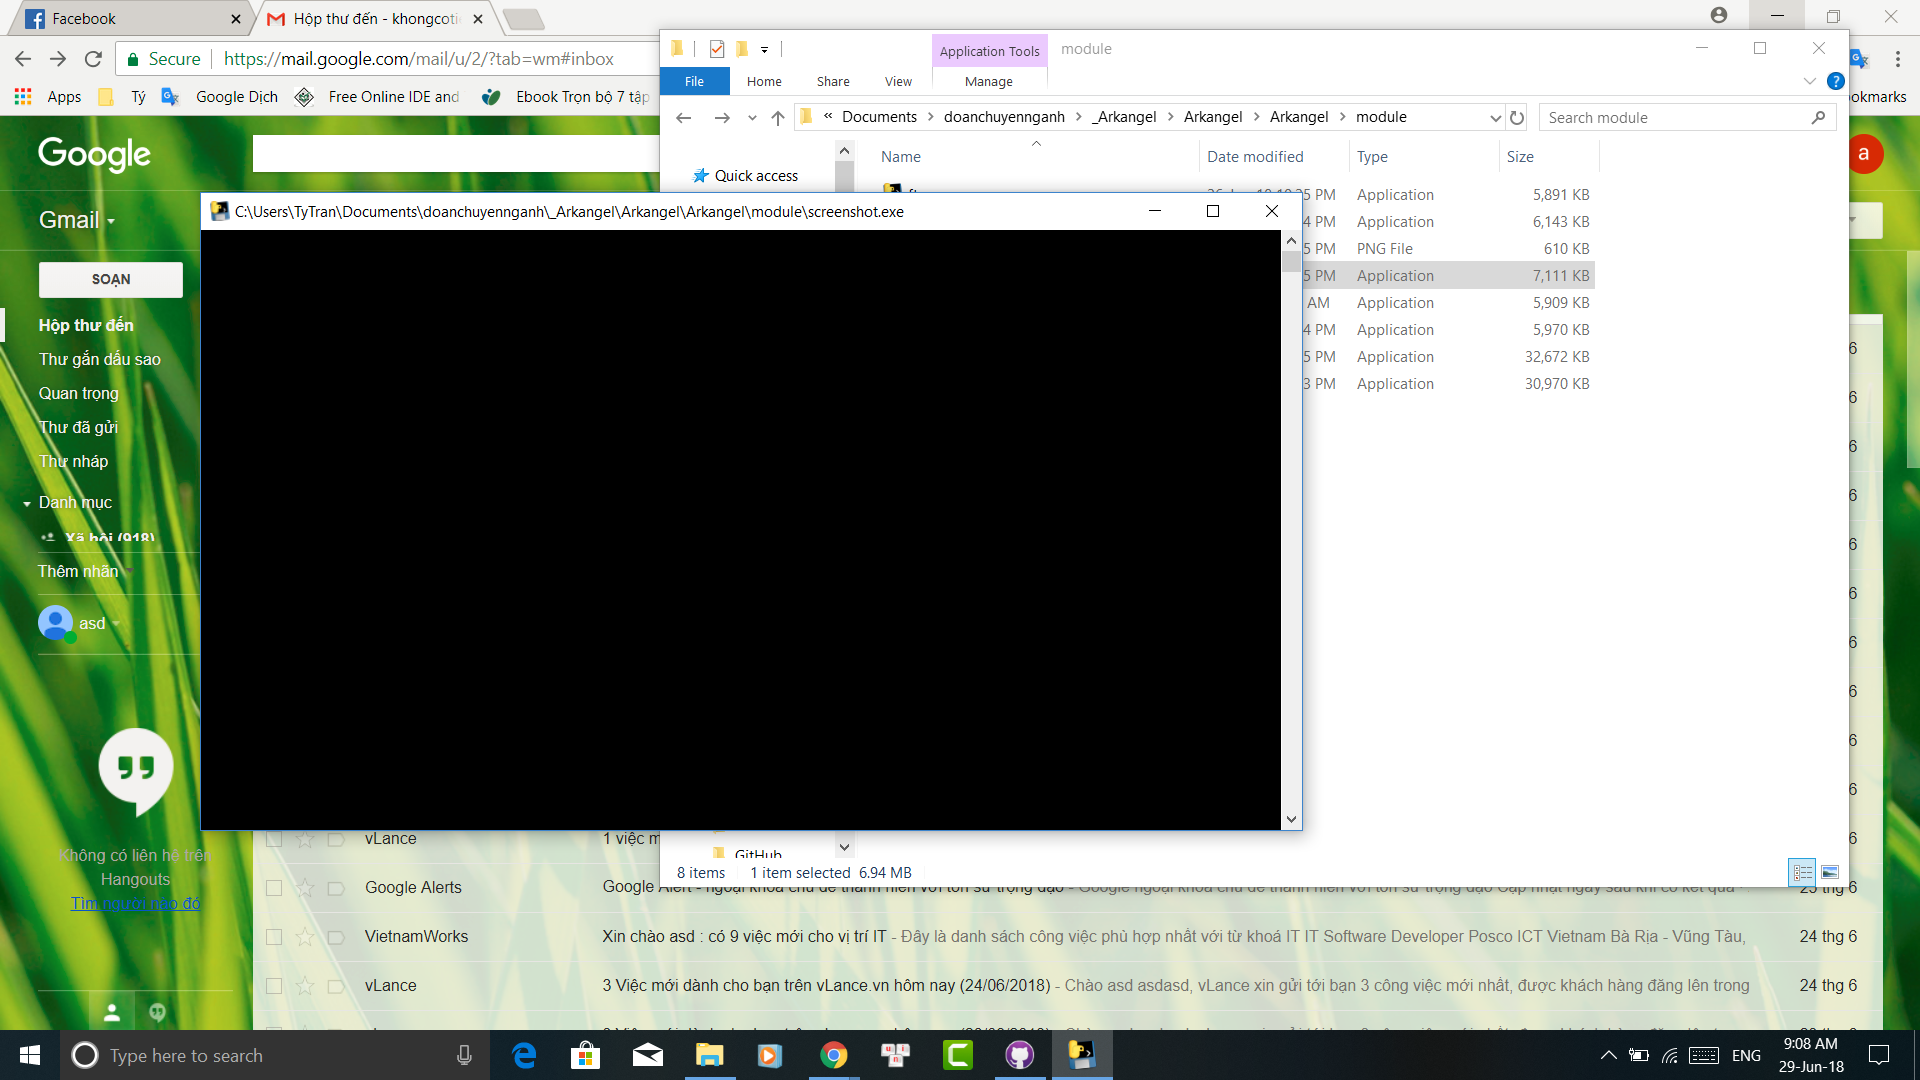 Facebook
Hộp thư đến - khongcoti
Secure
https://mail.google.com/mail/u/2/?tab=wm#inbox
Apps
Tý
Google Dịch
Free Online IDE and
Ebook Trọn bộ 7 tập
okmarks
Application Tools
module
File
Home
Share
View
Manage
« Documents > doanchuyennganh > _Arkangel > Arkangel > Arkangel > module
Search module
Name
Date modified
Type
Size
Quick access
5 PM Application 5,891 KB
4 PM Application 6,143 KB
5 PM PNG File 610 KB
5 PM Application 7,111 KB
AM Application 5,909 KB
4 PM Application 5,970 KB
5 PM Application 32,672 KB
3 PM Application 30,970 KB
C:\Users\TyTran\Documents\doanchuyennganh\_Arkangel\Arkangel\Arkangel\module\screenshot.exe
Google
a
Gmail
SOẠN
Hộp thư đến
Thư gắn dấu sao
Quan trọng
Thư đã gửi
Thư nháp
Danh mục
Xã hội (918)
Thêm nhãn
asd
Không có liên hệ trên
Hangouts
Tìm người nào đó
GitHub
8 items
1 item selected 6.94 MB
6
6
6
6
6
6
6
6
6
6
vLance
1 việc m
6
Google Alerts
Google Alert - ngoại khóa chủ đề thanh niên với tôn sư trọng đạo - Google ngoại khóa chủ đề thanh niên với tôn sư trọng đạo Cập nhật ngay sau khi có kết quả
25 thg 6
VietnamWorks
Xin chào asd : có 9 việc mới cho vị trí IT - Đây là danh sách công việc phù hợp nhất với từ khoá IT IT Software Developer Posco ICT Vietnam Bà Rịa - Vũng Tàu,
24 thg 6
vLance
3 Việc mới dành cho bạn trên vLance.vn hôm nay (24/06/2018) - Chào asd asdasd, vLance xin gửi tới bạn 3 công việc mới nhất, được khách hàng đăng lên trong
24 thg 6
Type here to search
ENG
9:08 AM
29-Jun-18